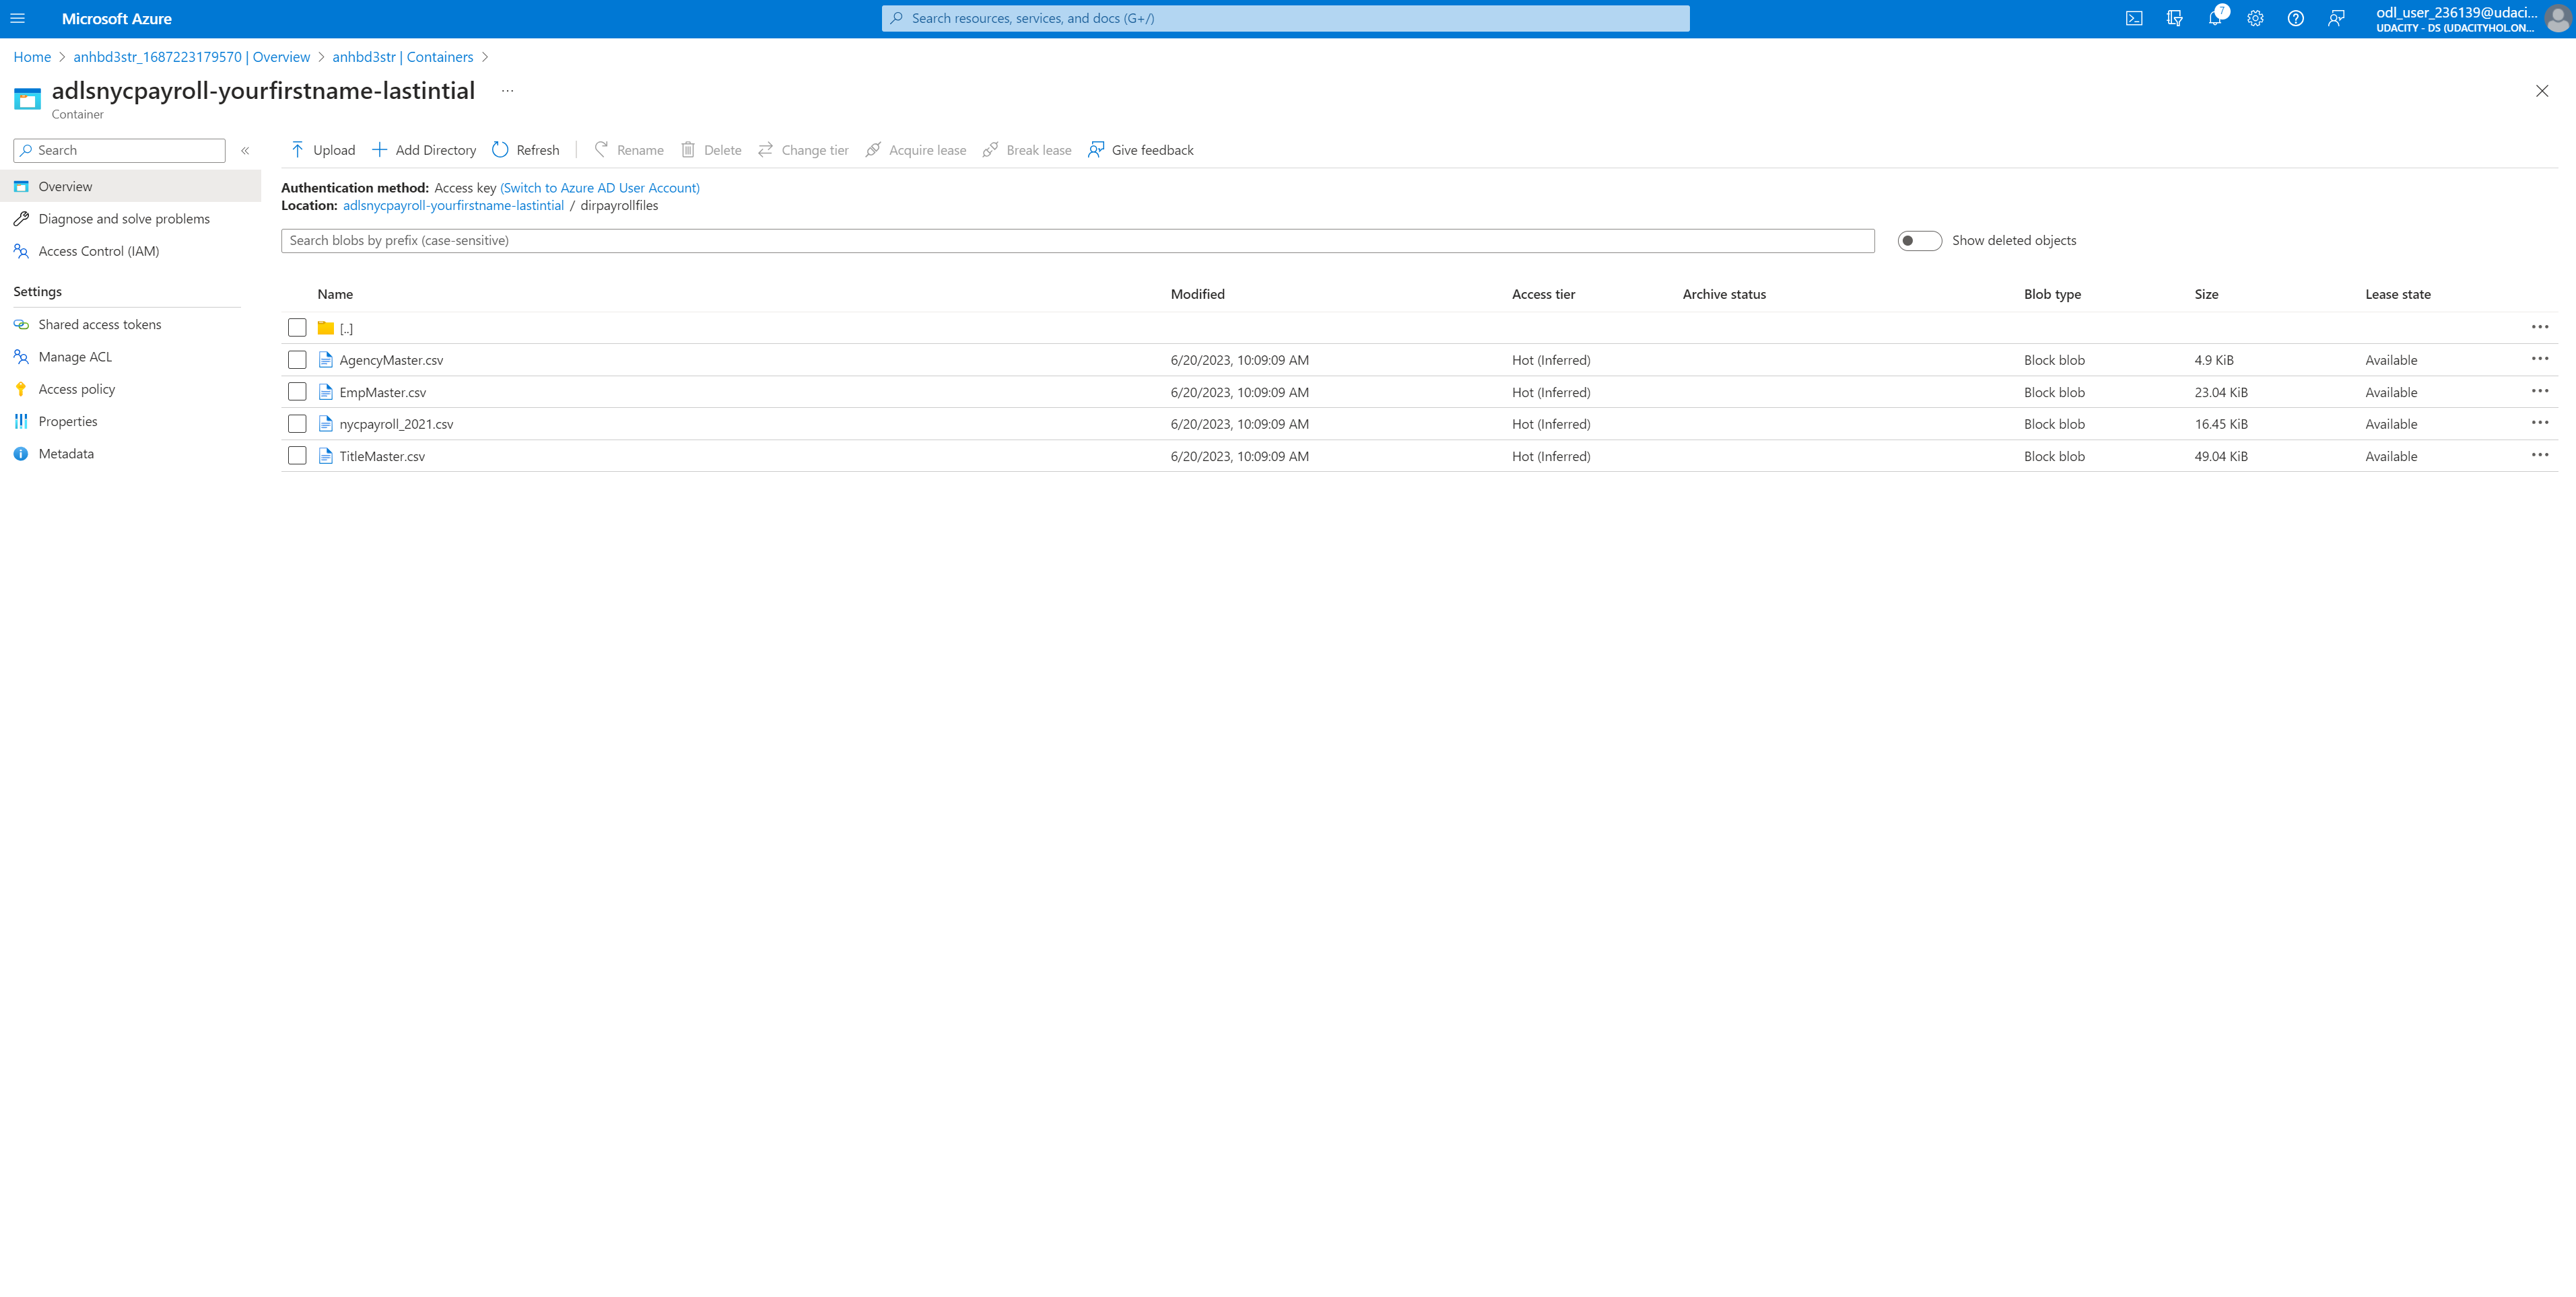 Microsoft Azure
Search resources, services, and docs (G+/)
7
odl_user_236139@udaci...
UDACITY - DS (UDACITYHOL.ON...
Home > anhbd3str_1687223179570 | Overview > anhbd3str | Containers >
adlsnycpayroll-yourfirstname-lastintial ...
Container
Search «
Upload Add Directory Refresh Rename Delete Change tier Acquire lease Break lease Give feedback
Overview
Diagnose and solve problems
Access Control (IAM)
Settings
Shared access tokens
Manage ACL
Access policy
Properties
Metadata
Authentication method: Access key (Switch to Azure AD User Account)
Location: adlsnycpayroll-yourfirstname-lastintial / dirpayrollfiles
Search blobs by prefix (case-sensitive)
Show deleted objects
Name Modified Access tier Archive status Blob type Size Lease state
[..]
AgencyMaster.csv 6/20/2023, 10:09:09 AM Hot (Inferred) Block blob 4.9 KiB Available
EmpMaster.csv 6/20/2023, 10:09:09 AM Hot (Inferred) Block blob 23.04 KiB Available
nycpayroll_2021.csv 6/20/2023, 10:09:09 AM Hot (Inferred) Block blob 16.45 KiB Available
TitleMaster.csv 6/20/2023, 10:09:09 AM Hot (Inferred) Block blob 49.04 KiB Available